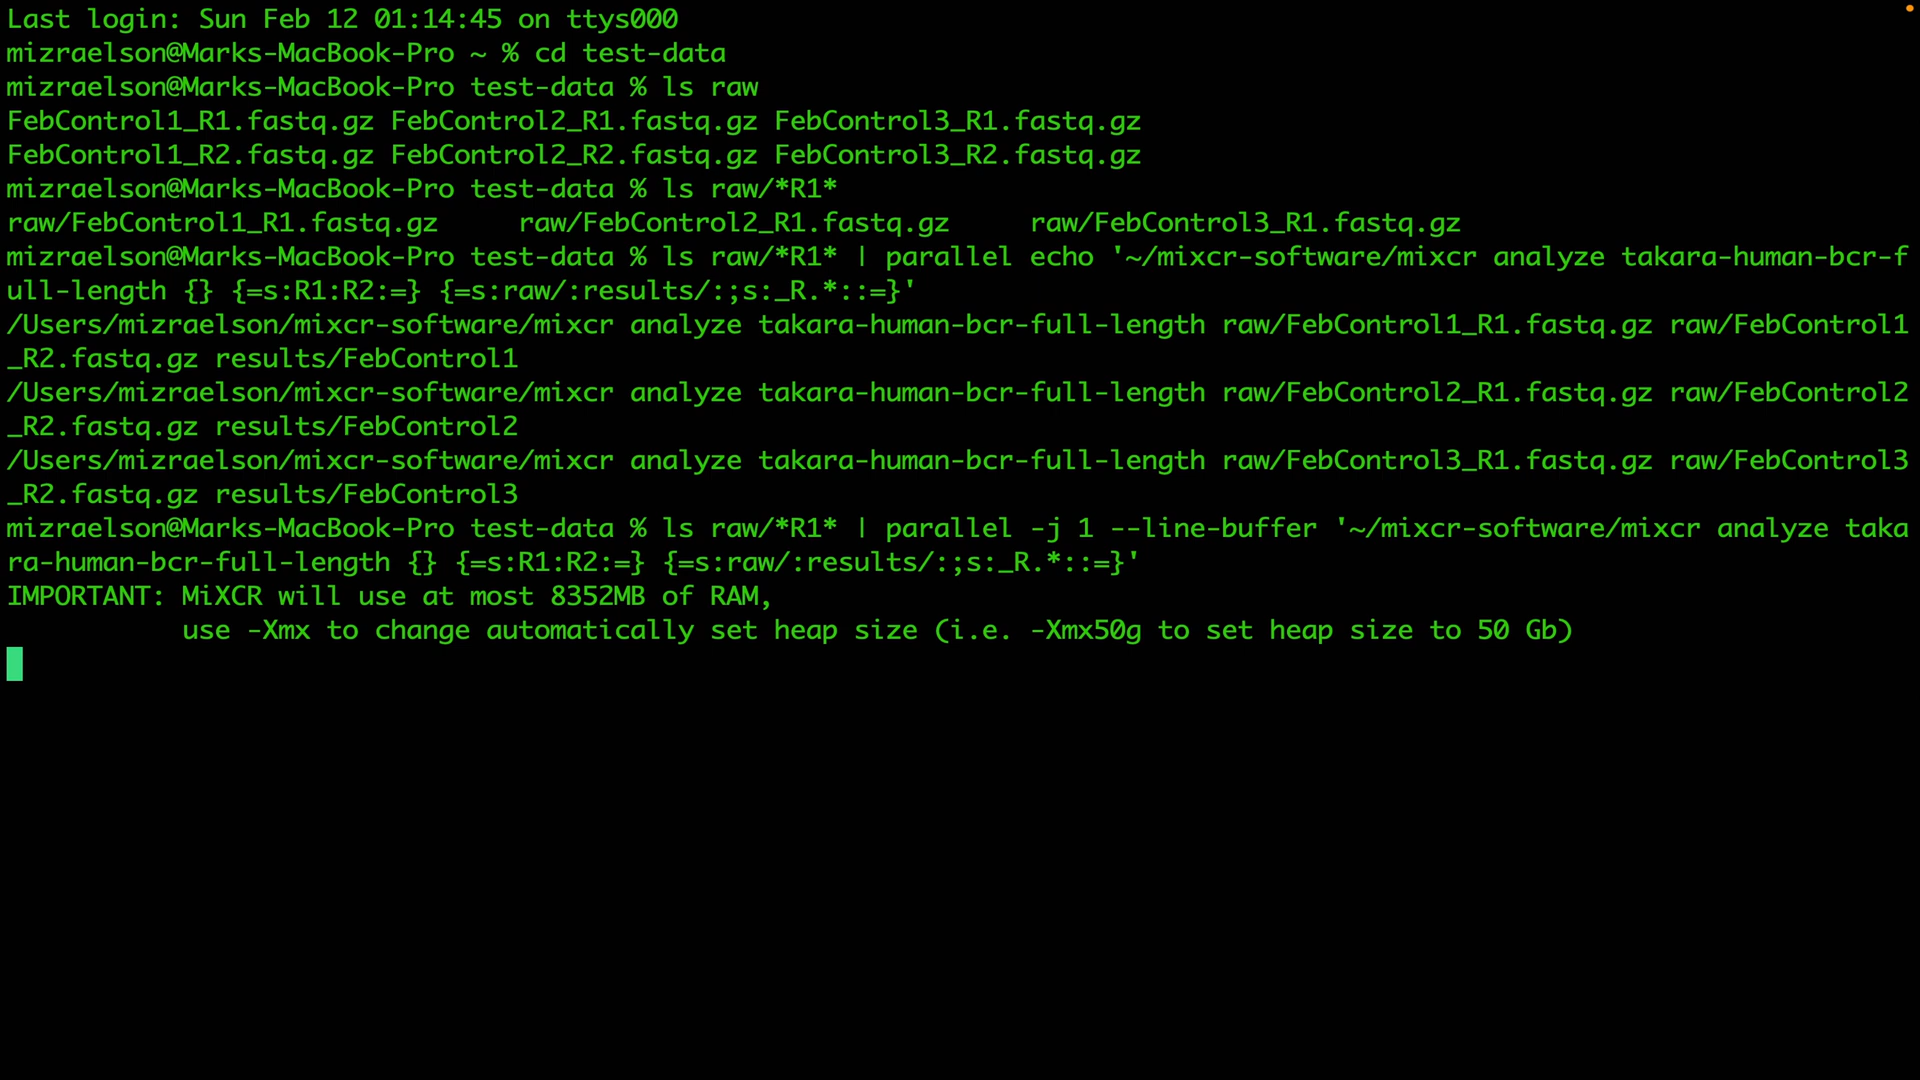 Last login: Sun Feb 12 01:14:45 on ttys000
mizraelson@Marks-MacBook-Pro ~ % cd test-data
mizraelson@Marks-MacBook-Pro test-data % ls raw
FebControl1_R1.fastq.gz FebControl2_R1.fastq.gz FebControl3_R1.fastq.gz
FebControl1_R2.fastq.gz FebControl2_R2.fastq.gz FebControl3_R2.fastq.gz
mizraelson@Marks-MacBook-Pro test-data % ls raw/*R1*
raw/FebControl1_R1.fastq.gz     raw/FebControl2_R1.fastq.gz     raw/FebControl3_R1.fastq.gz
mizraelson@Marks-MacBook-Pro test-data % ls raw/*R1* | parallel echo '~/mixcr-software/mixcr analyze takara-human-bcr-f
ull-length {} {=s:R1:R2:=} {=s:raw/:results/:;s:_R.*::=}'
/Users/mizraelson/mixcr-software/mixcr analyze takara-human-bcr-full-length raw/FebControl1_R1.fastq.gz raw/FebControl1
_R2.fastq.gz results/FebControl1
/Users/mizraelson/mixcr-software/mixcr analyze takara-human-bcr-full-length raw/FebControl2_R1.fastq.gz raw/FebControl2
_R2.fastq.gz results/FebControl2
/Users/mizraelson/mixcr-software/mixcr analyze takara-human-bcr-full-length raw/FebControl3_R1.fastq.gz raw/FebControl3
_R2.fastq.gz results/FebControl3
mizraelson@Marks-MacBook-Pro test-data % ls raw/*R1* | parallel -j 1 --line-buffer '~/mixcr-software/mixcr analyze taka
ra-human-bcr-full-length {} {=s:R1:R2:=} {=s:raw/:results/:;s:_R.*::=}'
IMPORTANT: MiXCR will use at most 8352MB of RAM,
           use -Xmx to change automatically set heap size (i.e. -Xmx50g to set heap size to 50 Gb)